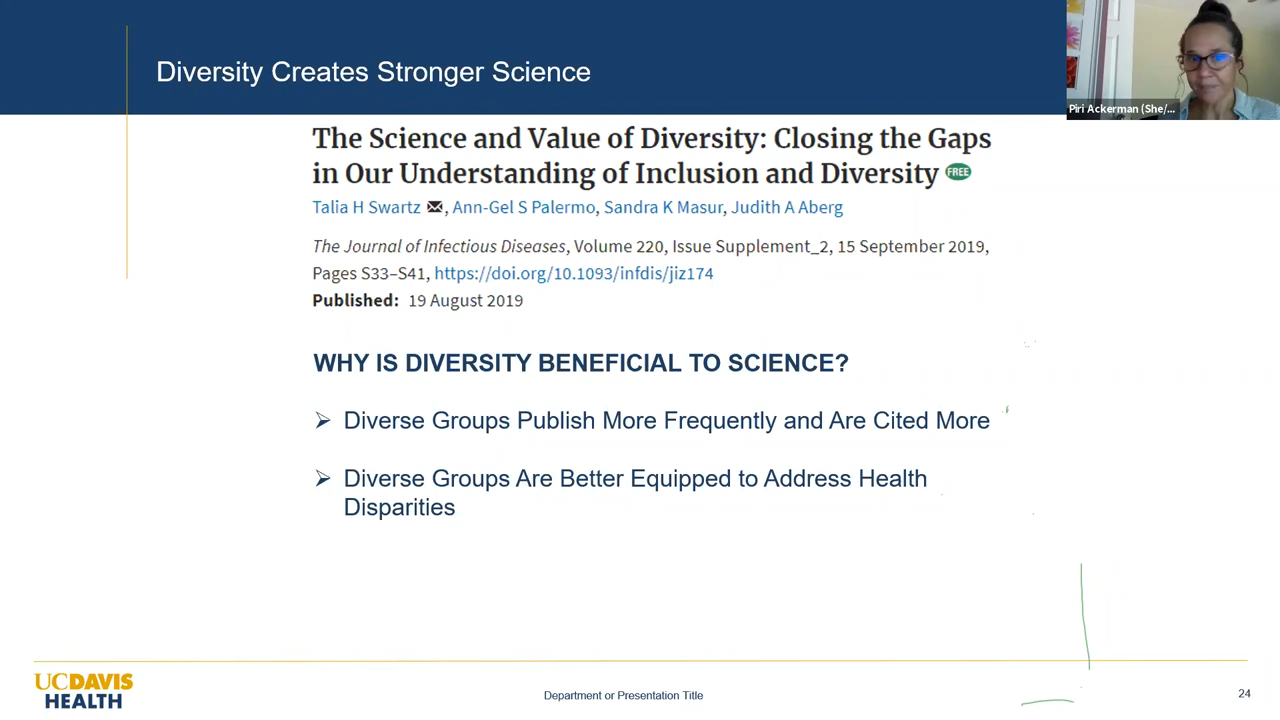 Diversity Creates Stronger Science
Piri Ackerman (She/...
The Science and Value of Diversity: Closing the Gaps
in Our Understanding of Inclusion and Diversity FREE
Talia H Swartz, Ann-Gel S Palermo, Sandra K Masur, Judith A Aberg
The Journal of Infectious Diseases, Volume 220, Issue Supplement_2, 15 September 2019,
Pages S33–S41, https://doi.org/10.1093/infdis/jiz174
Published: 19 August 2019
WHY IS DIVERSITY BENEFICIAL TO SCIENCE?
Diverse Groups Publish More Frequently and Are Cited More
Diverse Groups Are Better Equipped to Address Health
Disparities
UCDAVIS
HEALTH
Department or Presentation Title
24